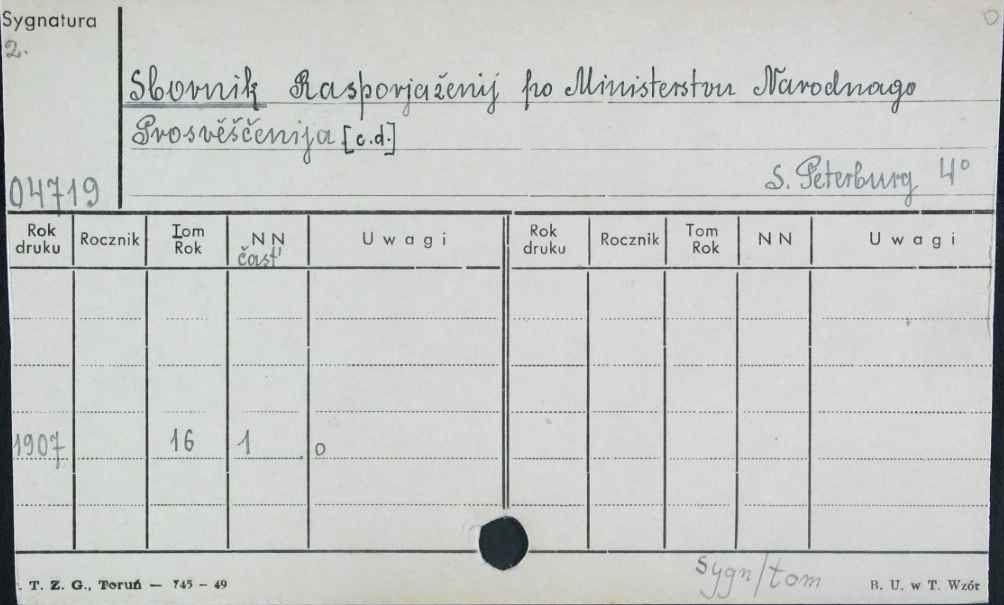 Sygnatura
2.
Sbornik Rasporjaženij po Ministerstvu Narodnago
Prosvěščenija [c.d.]
04719
S. Peterburg 4°
Rok druku Rocznik Tom Rok NN čast' Uwagi Rok druku Rocznik Tom Rok NN Uwagi
1907 16 1 o
sygn/tom
. T. Z. G., Toruń — 745 – 49
B. U. w T. Wzór